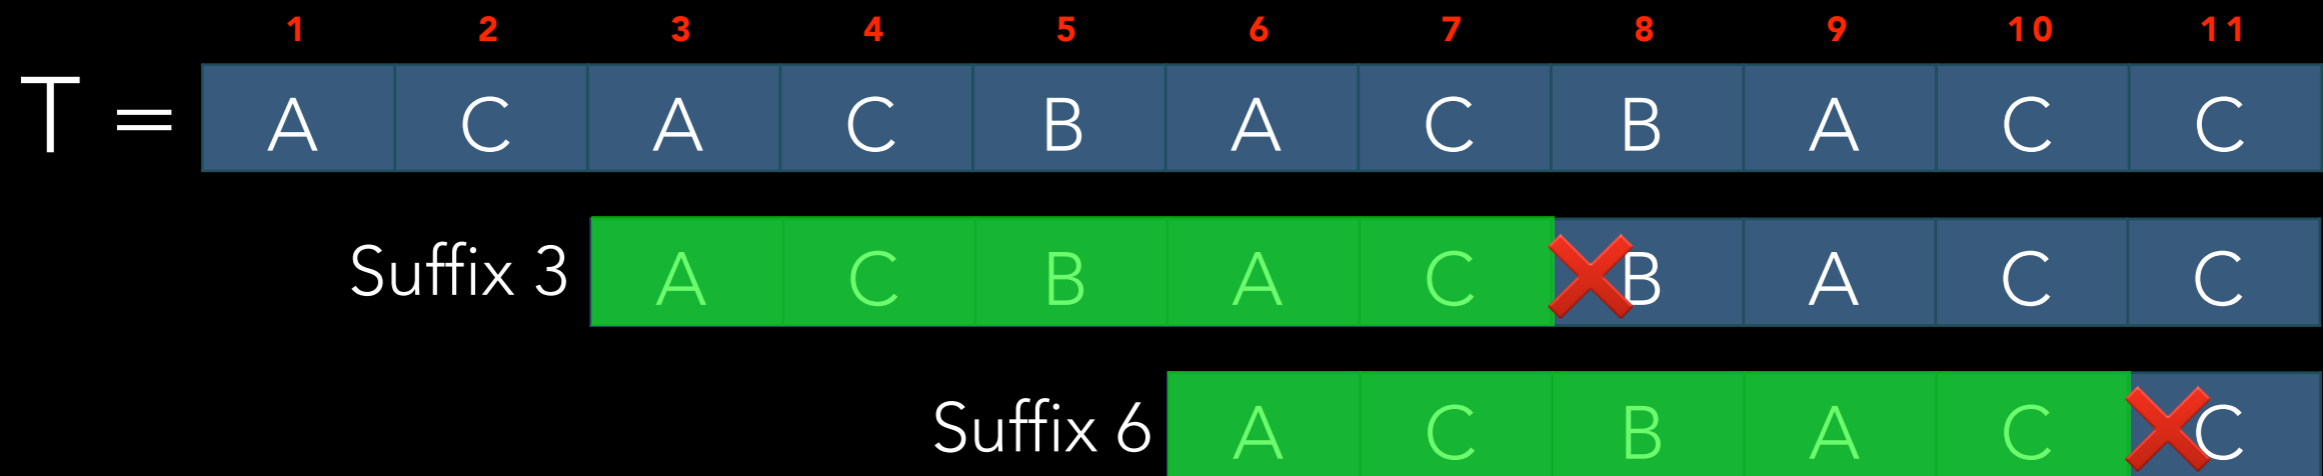 1 2 3 4 5 6 7 8 9 10 11
T = A C A C B A C B A C C
Suffix 3 A C B A C B A C C
Suffix 6 A C B A C C